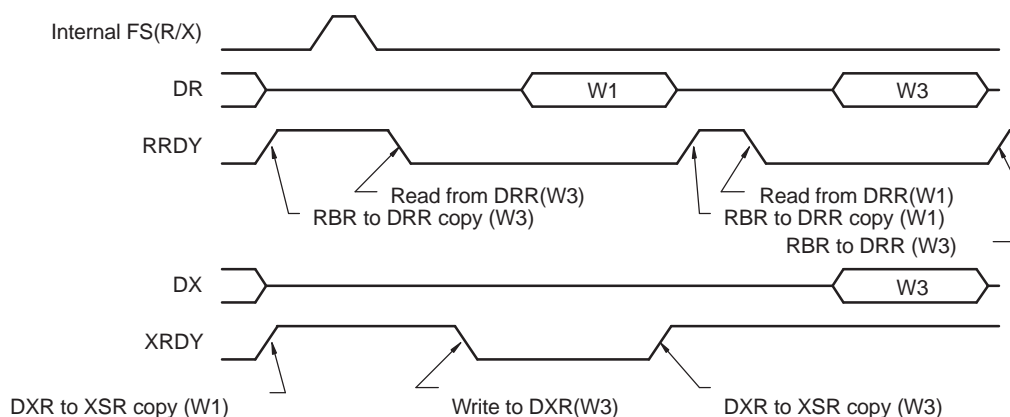 Internal FS(R/X)
DR
W1
W3
RRDY
Read from DRR(W3)
Read from DRR(W1)
RBR to DRR copy (W3)
RBR to DRR copy (W1)
RBR to DRR (W3)
DX
W3
XRDY
DXR to XSR copy (W1)
Write to DXR(W3)
DXR to XSR copy (W3)